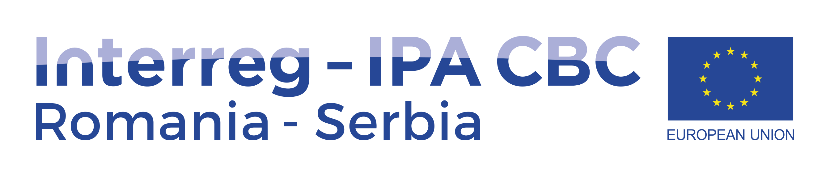 Interreg - IPA CBC
Romania - Serbia
EUROPEAN UNION